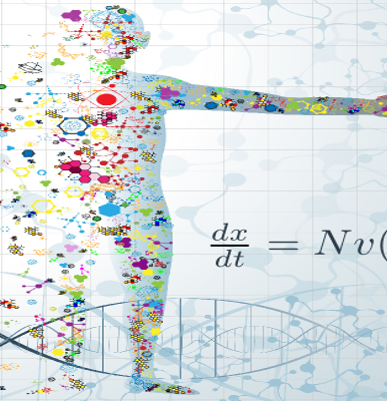 dx/dt = Nv(